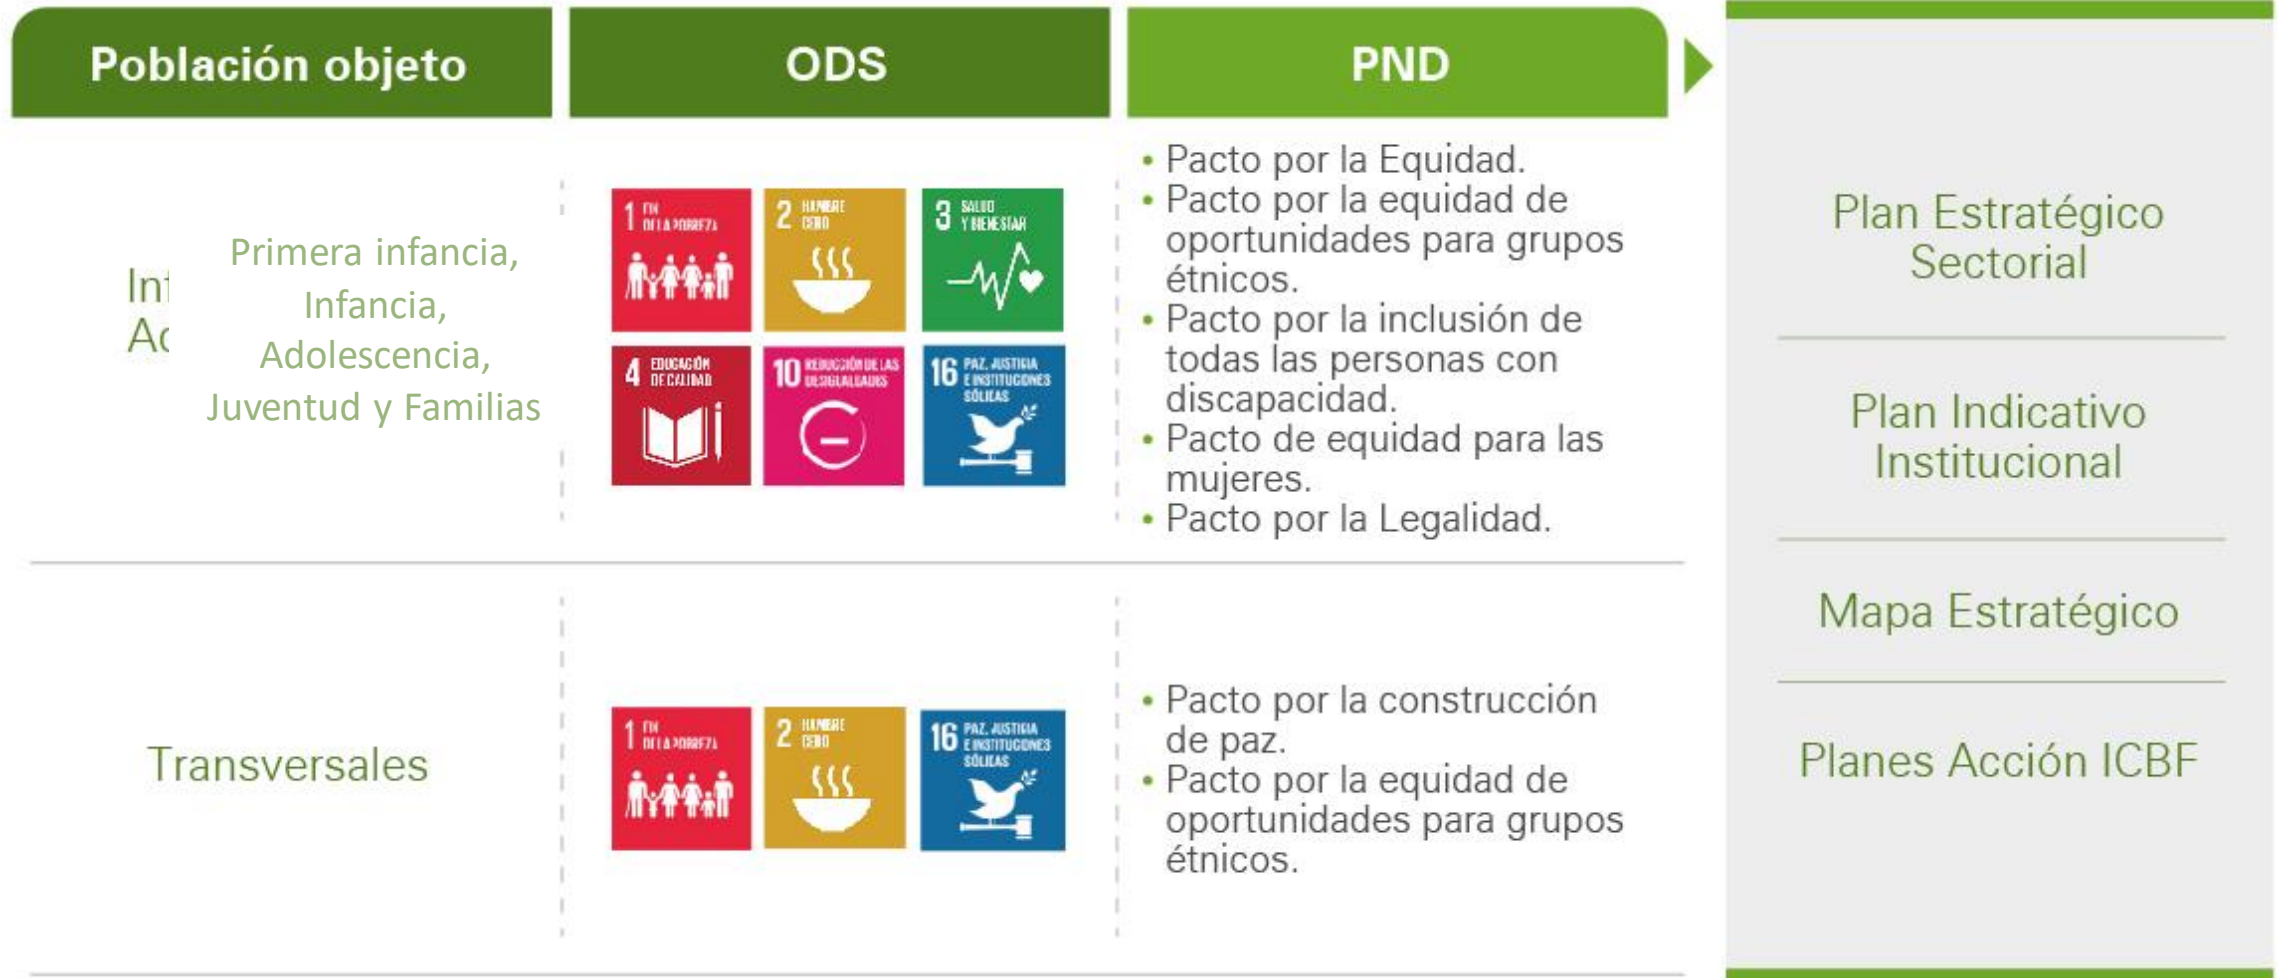 Población objeto
ODS
PND
Primera infancia,
Infancia,
Adolescencia,
Juventud y Familias
1 FIN
DE LA POBREZA
2 HAMBRE
CERO
3 SALUD
Y BIENESTAR
4 EDUCACIÓN
DE CALIDAD
10 REDUCCIÓN DE LAS
DESIGUALDADES
16 PAZ, JUSTICIA
E INSTITUCIONES
SÓLIDAS
• Pacto por la Equidad.
• Pacto por la equidad de
oportunidades para grupos
étnicos.
• Pacto por la inclusión de
todas las personas con
discapacidad.
• Pacto de equidad para las
mujeres.
• Pacto por la Legalidad.
Transversales
1 FIN
DE LA POBREZA
2 HAMBRE
CERO
16 PAZ, JUSTICIA
E INSTITUCIONES
SÓLIDAS
• Pacto por la construcción
de paz.
• Pacto por la equidad de
oportunidades para grupos
étnicos.
Plan Estratégico
Sectorial
Plan Indicativo
Institucional
Mapa Estratégico
Planes Acción ICBF